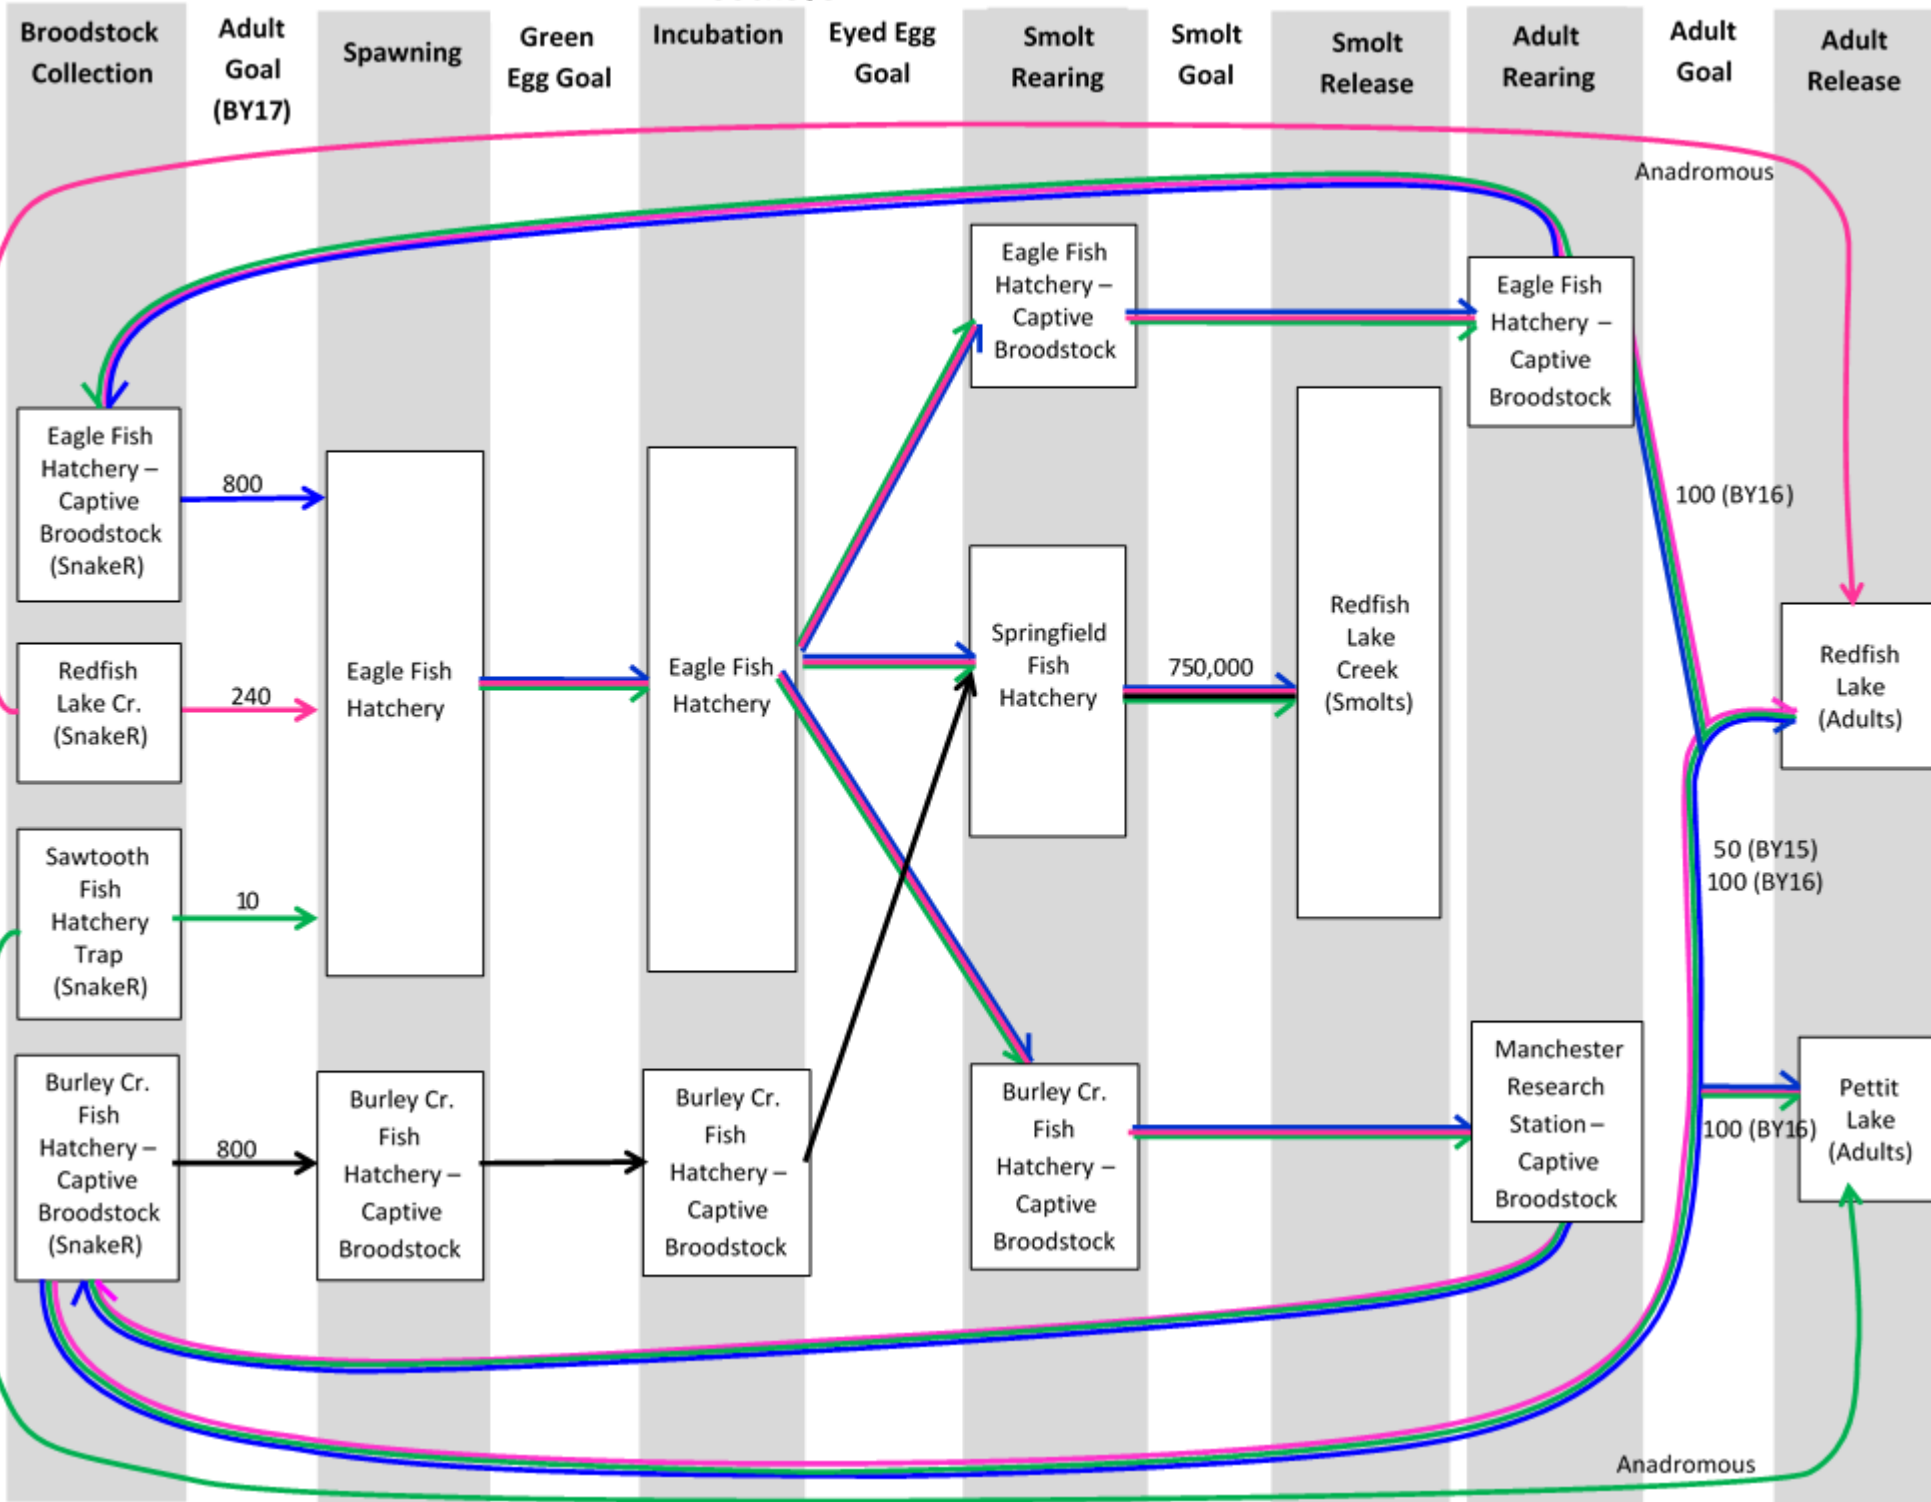 Broodstock
Collection
Adult
Goal
(BY17)
Spawning
Green
Egg Goal
Incubation
Eyed Egg
Goal
Smolt
Rearing
Smolt
Goal
Smolt
Release
Adult
Rearing
Adult
Goal
Adult
Release
Anadromous
Eagle Fish
Hatchery –
Captive
Broodstock
Eagle Fish
Hatchery –
Captive
Broodstock
Eagle Fish
Hatchery –
Captive
Broodstock
(SnakeR)
800
100 (BY16)
Redfish
Lake Cr.
(SnakeR)
240
Eagle Fish
Hatchery
Eagle Fish
Hatchery
Springfield
Fish
Hatchery
750,000
Redfish
Lake
Creek
(Smolts)
Redfish
Lake
(Adults)
Sawtooth
Fish
Hatchery
Trap
(SnakeR)
10
50 (BY15)
100 (BY16)
Burley Cr.
Fish
Hatchery –
Captive
Broodstock
(SnakeR)
800
Burley Cr.
Fish
Hatchery –
Captive
Broodstock
Burley Cr.
Fish
Hatchery –
Captive
Broodstock
Burley Cr.
Fish
Hatchery –
Captive
Broodstock
Manchester
Research
Station –
Captive
Broodstock
100 (BY16)
Pettit
Lake
(Adults)
Anadromous